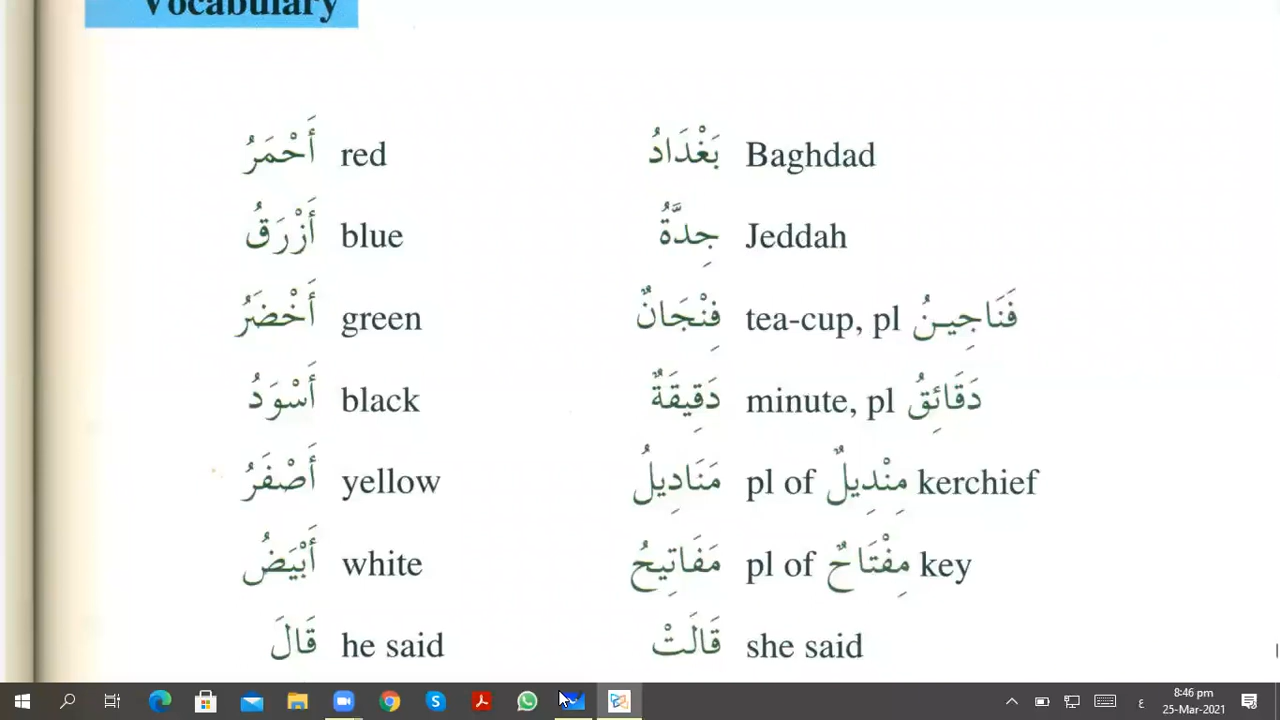 Vocabulary
أَحْمَرُ red بَغْدَادُ Baghdad
أَزْرَقُ blue جِدَّةُ Jeddah
أَخْضَرُ green فِنْجَانٌ tea-cup, pl فَنَاجِينُ
أَسْوَدُ black دَقِيقَةٌ minute, pl دَقَائِقُ
أَصْفَرُ yellow مَنَادِيلُ pl of مِنْدِيلٌ kerchief
أَبْيَضُ white مَفَاتِيحُ pl of مِفْتَاحٌ key
قَالَ he said قَالَتْ she said
ع
8:46 pm
25-Mar-2021